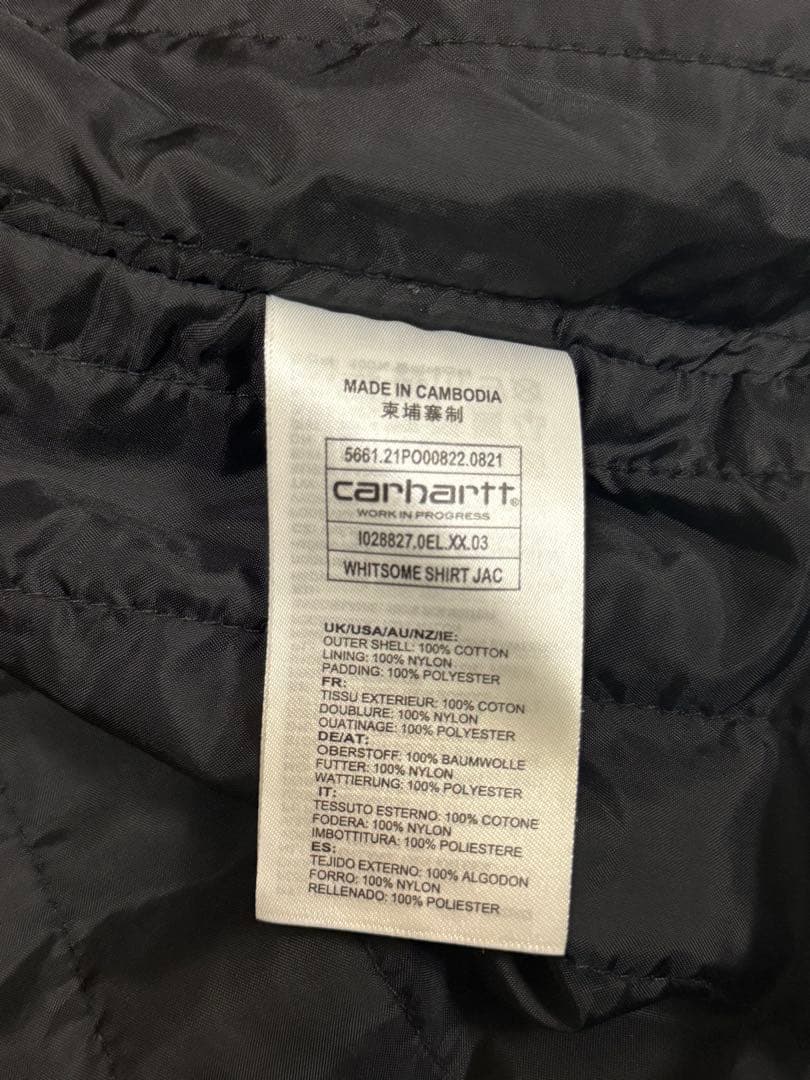 MADE IN CAMBODIA
柬埔寨制
5661.21PO00822.0821
carhartt®
WORK IN PROGRESS
I028827.0EL.XX.03
WHITSOME SHIRT JAC
UK/USA/AU/NZ/IE:
OUTER SHELL: 100% COTTON
LINING: 100% NYLON
PADDING: 100% POLYESTER
FR:
TISSU EXTERIEUR: 100% COTON
DOUBLURE: 100% NYLON
OUATINAGE: 100% POLYESTER
DE/AT:
OBERSTOFF: 100% BAUMWOLLE
FUTTER: 100% NYLON
WATTIERUNG: 100% POLYESTER
IT:
TESSUTO ESTERNO: 100% COTONE
FODERA: 100% NYLON
IMBOTTITURA: 100% POLIESTERE
ES:
TEJIDO EXTERNO: 100% ALGODON
FORRO: 100% NYLON
RELLENADO: 100% POLIESTER